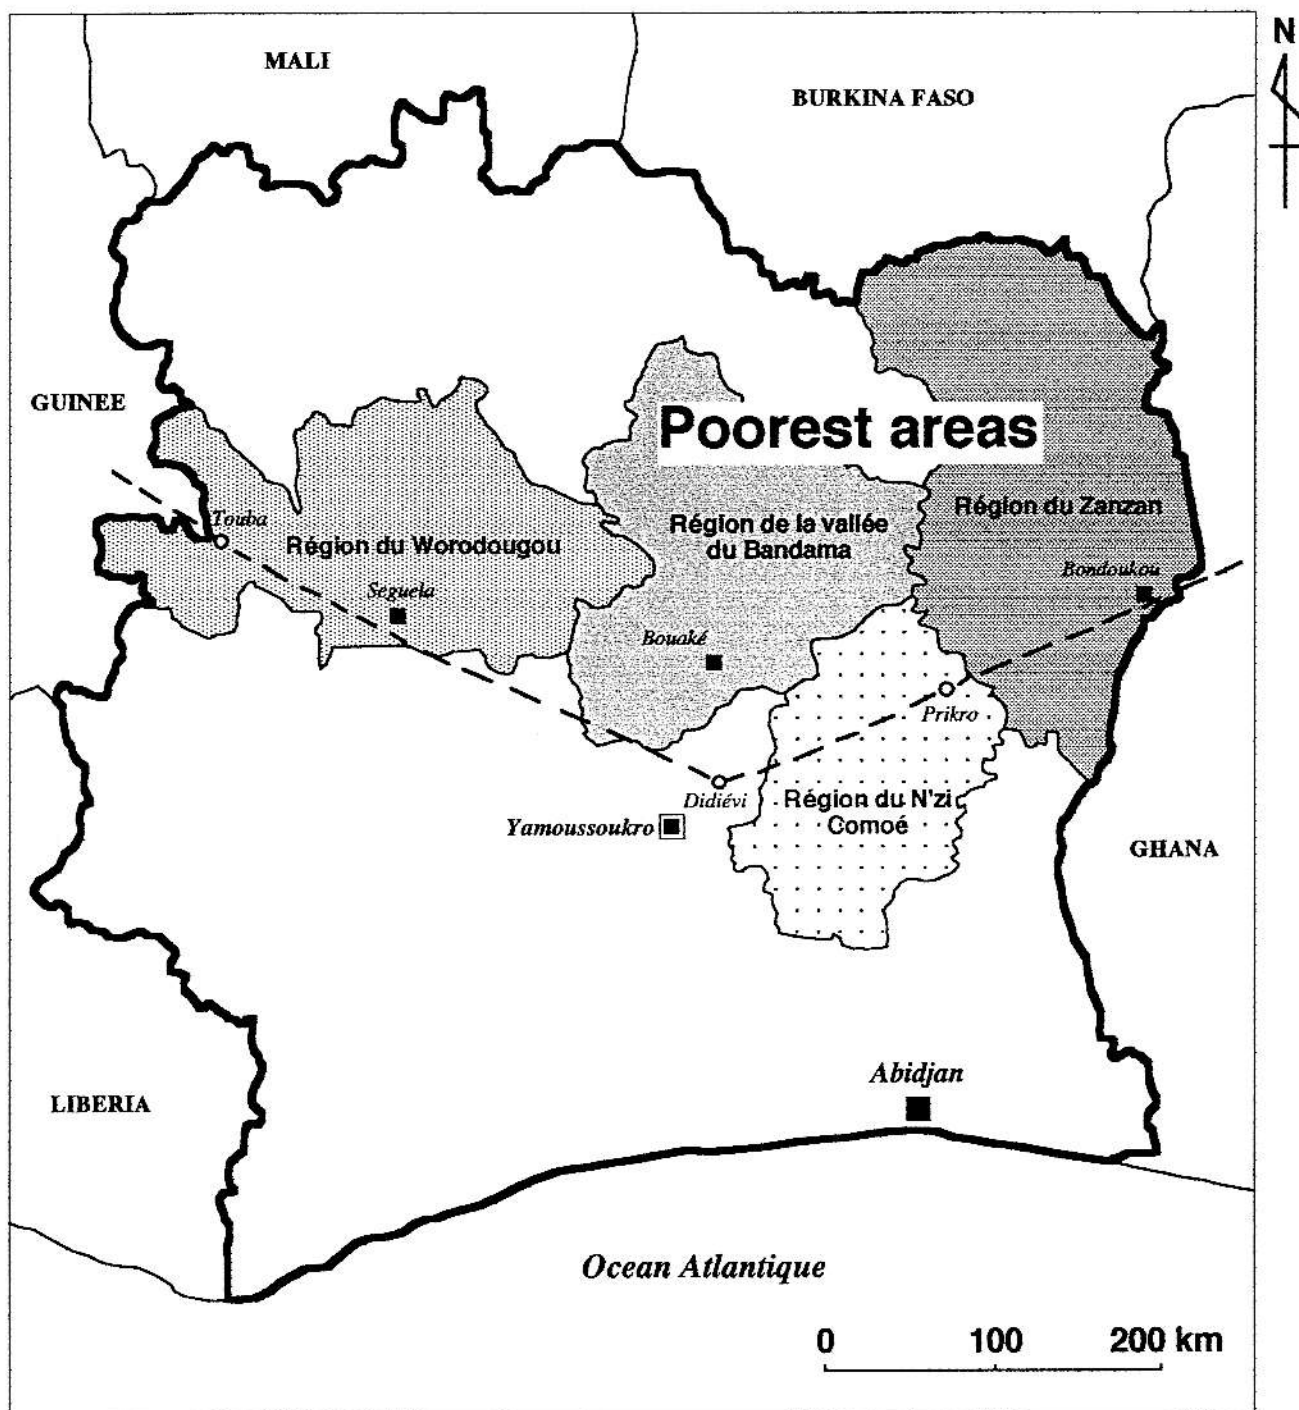 N
MALI
BURKINA FASO
GUINEE
Poorest areas
Touba
Région du Worodougou
Région de la vallée
du Bandama
Région du Zanzan
Seguela
Bondoukou
Bouaké
Prikro
Didiévi
Région du N'zi
Comoé
Yamoussoukro
GHANA
Abidjan
LIBERIA
Ocean Atlantique
0 100 200 km